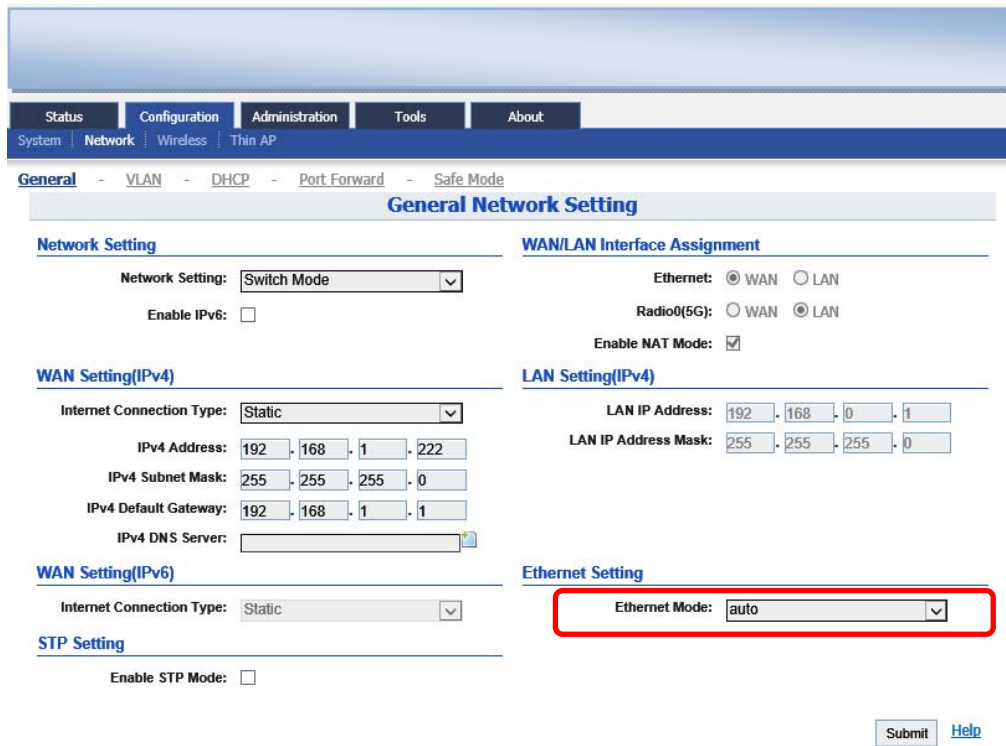 Status Configuration Administration Tools About
System Network Wireless Thin AP
General - VLAN - DHCP - Port Forward - Safe Mode
General Network Setting
Network Setting
Network Setting: Switch Mode
Enable IPv6:
WAN/LAN Interface Assignment
Ethernet: WAN LAN
Radio0(5G): WAN LAN
Enable NAT Mode:
WAN Setting(IPv4)
Internet Connection Type: Static
IPv4 Address: 192 . 168 . 1 . 222
IPv4 Subnet Mask: 255 . 255 . 255 . 0
IPv4 Default Gateway: 192 . 168 . 1 . 1
IPv4 DNS Server:
LAN Setting(IPv4)
LAN IP Address: 192 . 168 . 0 . 1
LAN IP Address Mask: 255 . 255 . 255 . 0
WAN Setting(IPv6)
Internet Connection Type: Static
Ethernet Setting
Ethernet Mode: auto
STP Setting
Enable STP Mode:
Submit Help